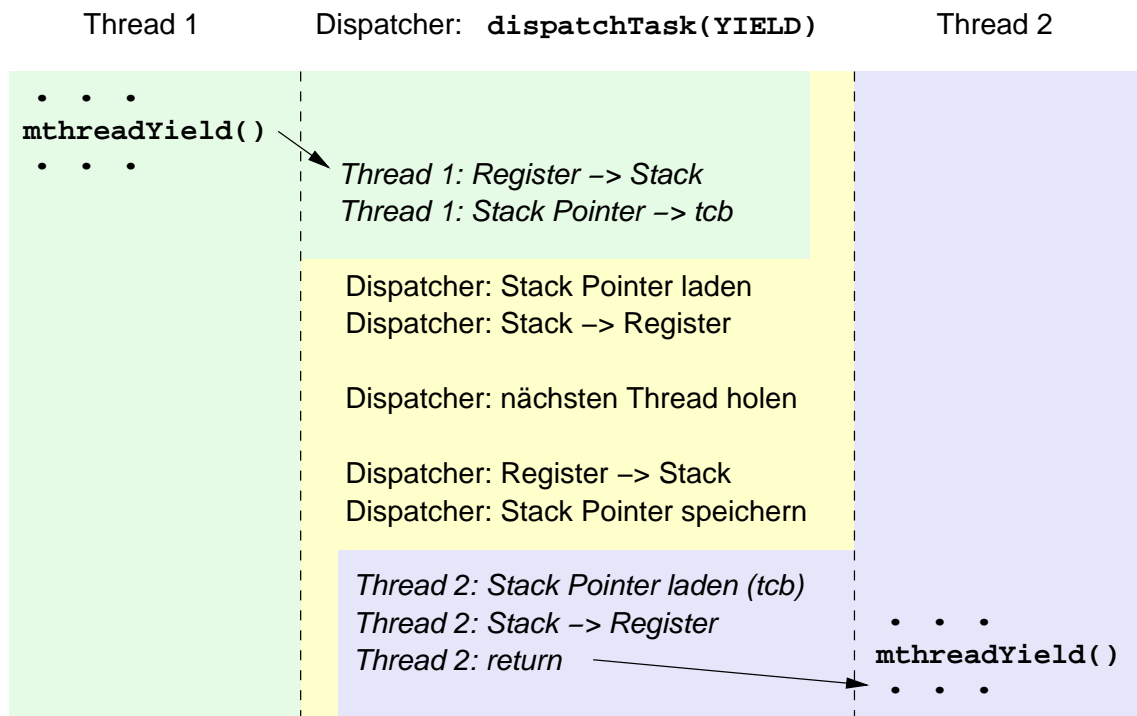 Thread 1 Dispatcher: dispatchTask(YIELD) Thread 2
. . .
mthreadYield()
. . .
Thread 1: Register −> Stack
Thread 1: Stack Pointer −> tcb
Dispatcher: Stack Pointer laden
Dispatcher: Stack −> Register
Dispatcher: nächsten Thread holen
Dispatcher: Register −> Stack
Dispatcher: Stack Pointer speichern
Thread 2: Stack Pointer laden (tcb)
Thread 2: Stack −> Register
Thread 2: return
. . .
mthreadYield()
. . .